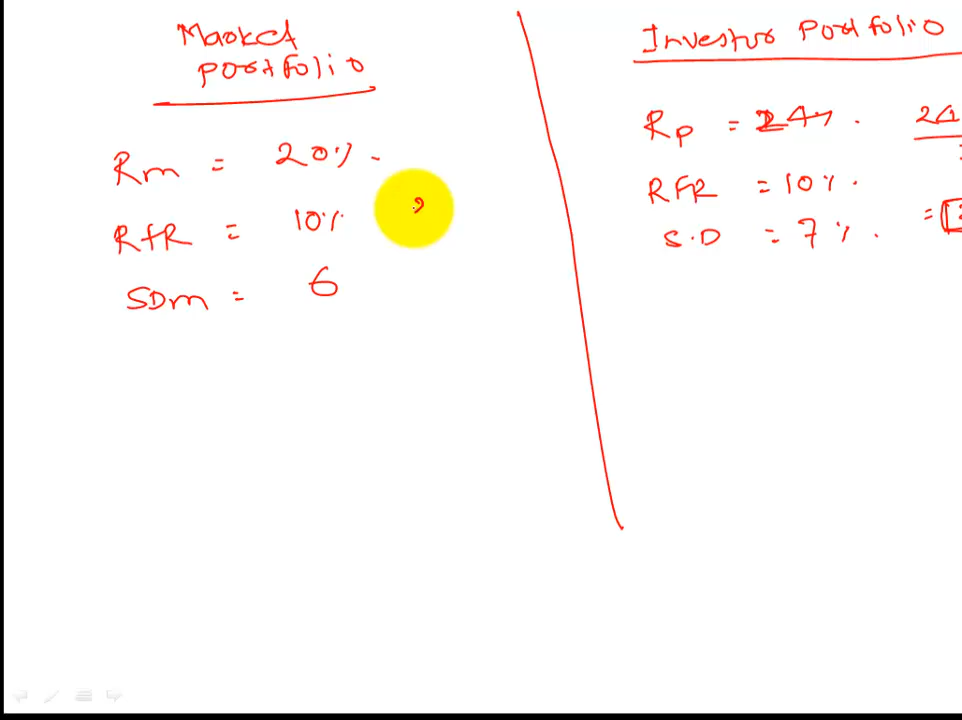 Market
Portfolio
Rm = 20%.
RFR = 10%
SDm = 6
Investor Portfolio
Rp = 24%.
RFR = 10%.
S.D = 7%.